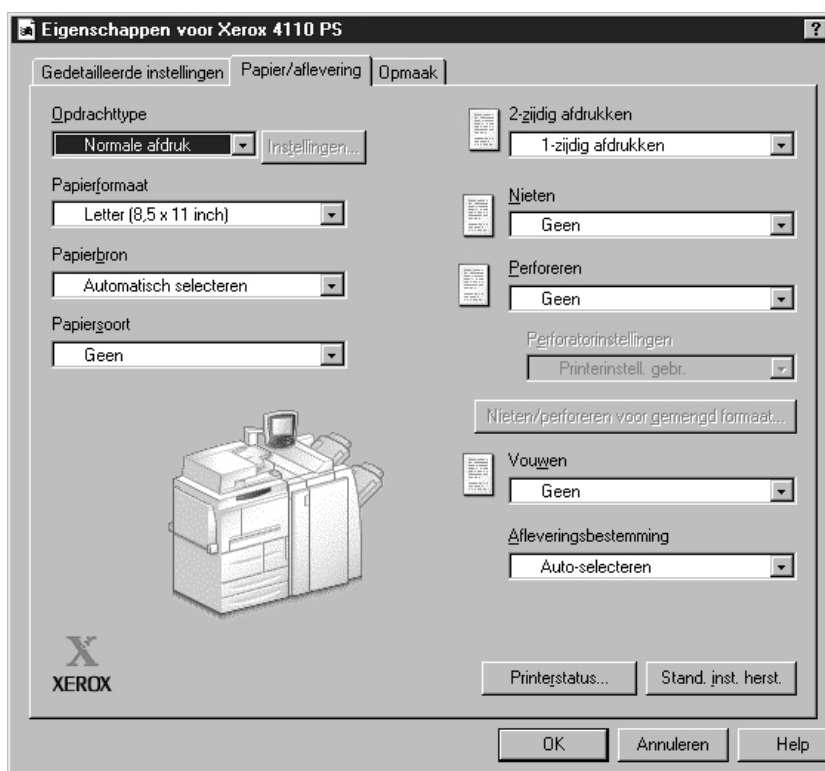 Eigenschappen voor Xerox 4110 PS
?
Gedetailleerde instellingen
Papier/aflevering
Opmaak
Opdrachttype
Normale afdruk
Instellingen...
Papierformaat
Letter (8,5 x 11 inch)
Papierbron
Automatisch selecteren
Papiersoort
Geen
2-zijdig afdrukken
1-zijdig afdrukken
Nieten
Geen
Perforeren
Geen
Perforatorinstellingen
Printerinstell. gebr.
Nieten/perforeren voor gemengd formaat...
Vouwen
Geen
Afleveringsbestemming
Auto-selecteren
X
XEROX
Printerstatus...
Stand. inst. herst.
OK
Annuleren
Help